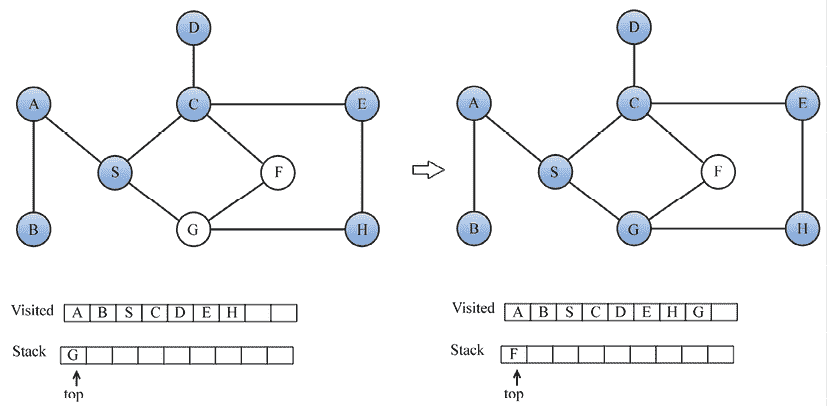 D
D
A
C
E
A
C
E
S
F
S
F
B
G
H
B
G
H
Visited A B S C D E H
Visited A B S C D E H G
Stack G
Stack F
top
top